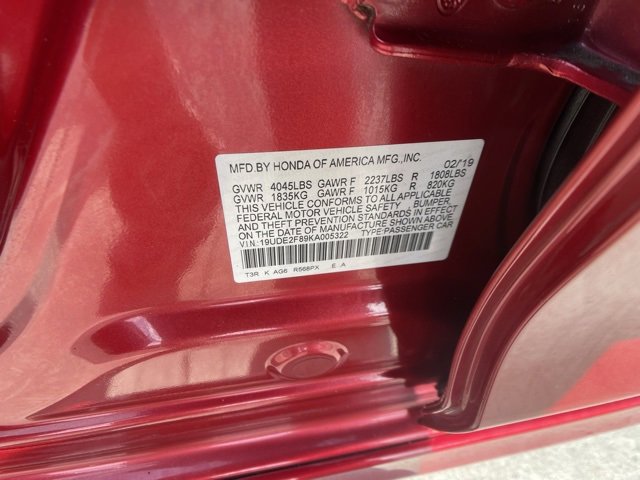 MFD BY HONDA OF AMERICA MFG.,INC. 02/19
GVWR 4045LBS GAWR F 2237LBS R 1808LBS
GVWR 1835KG GAWR F 1015KG R 820KG
THIS VEHICLE CONFORMS TO ALL APPLICABLE
FEDERAL MOTOR VEHICLE SAFETY , BUMPER,
AND THEFT PREVENTION STANDARDS IN EFFECT
ON THE DATE OF MANUFACTURE SHOWN ABOVE.
VIN: 19UDE2F89KA005322 TYPE:PASSENGER CAR
T3R K AG6 R568PX E A